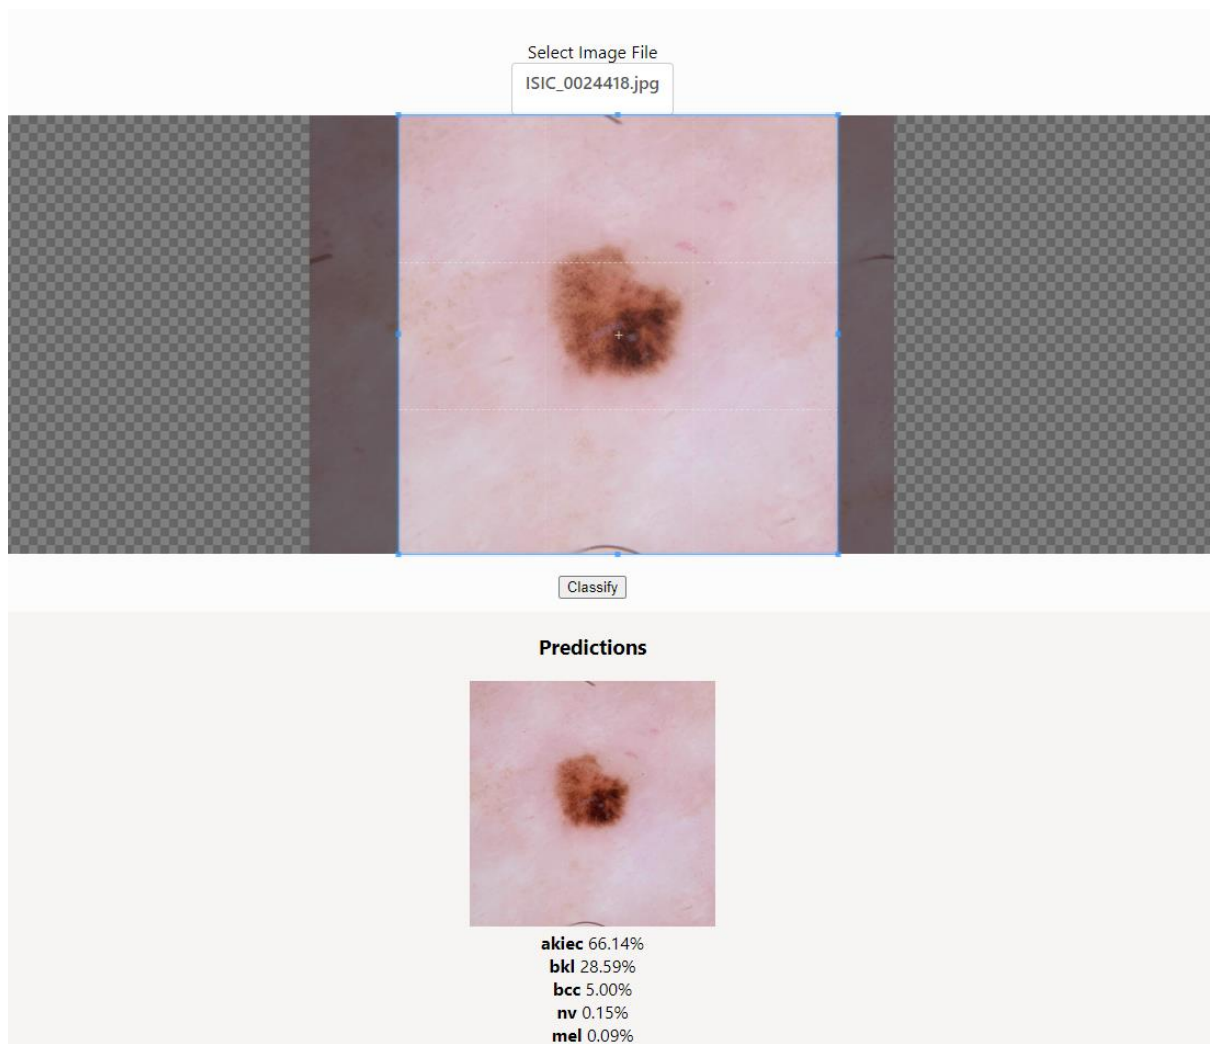 Select Image File
ISIC_0024418.jpg
Classify
Predictions
akiec 66.14%
bkl 28.59%
bcc 5.00%
nv 0.15%
mel 0.09%